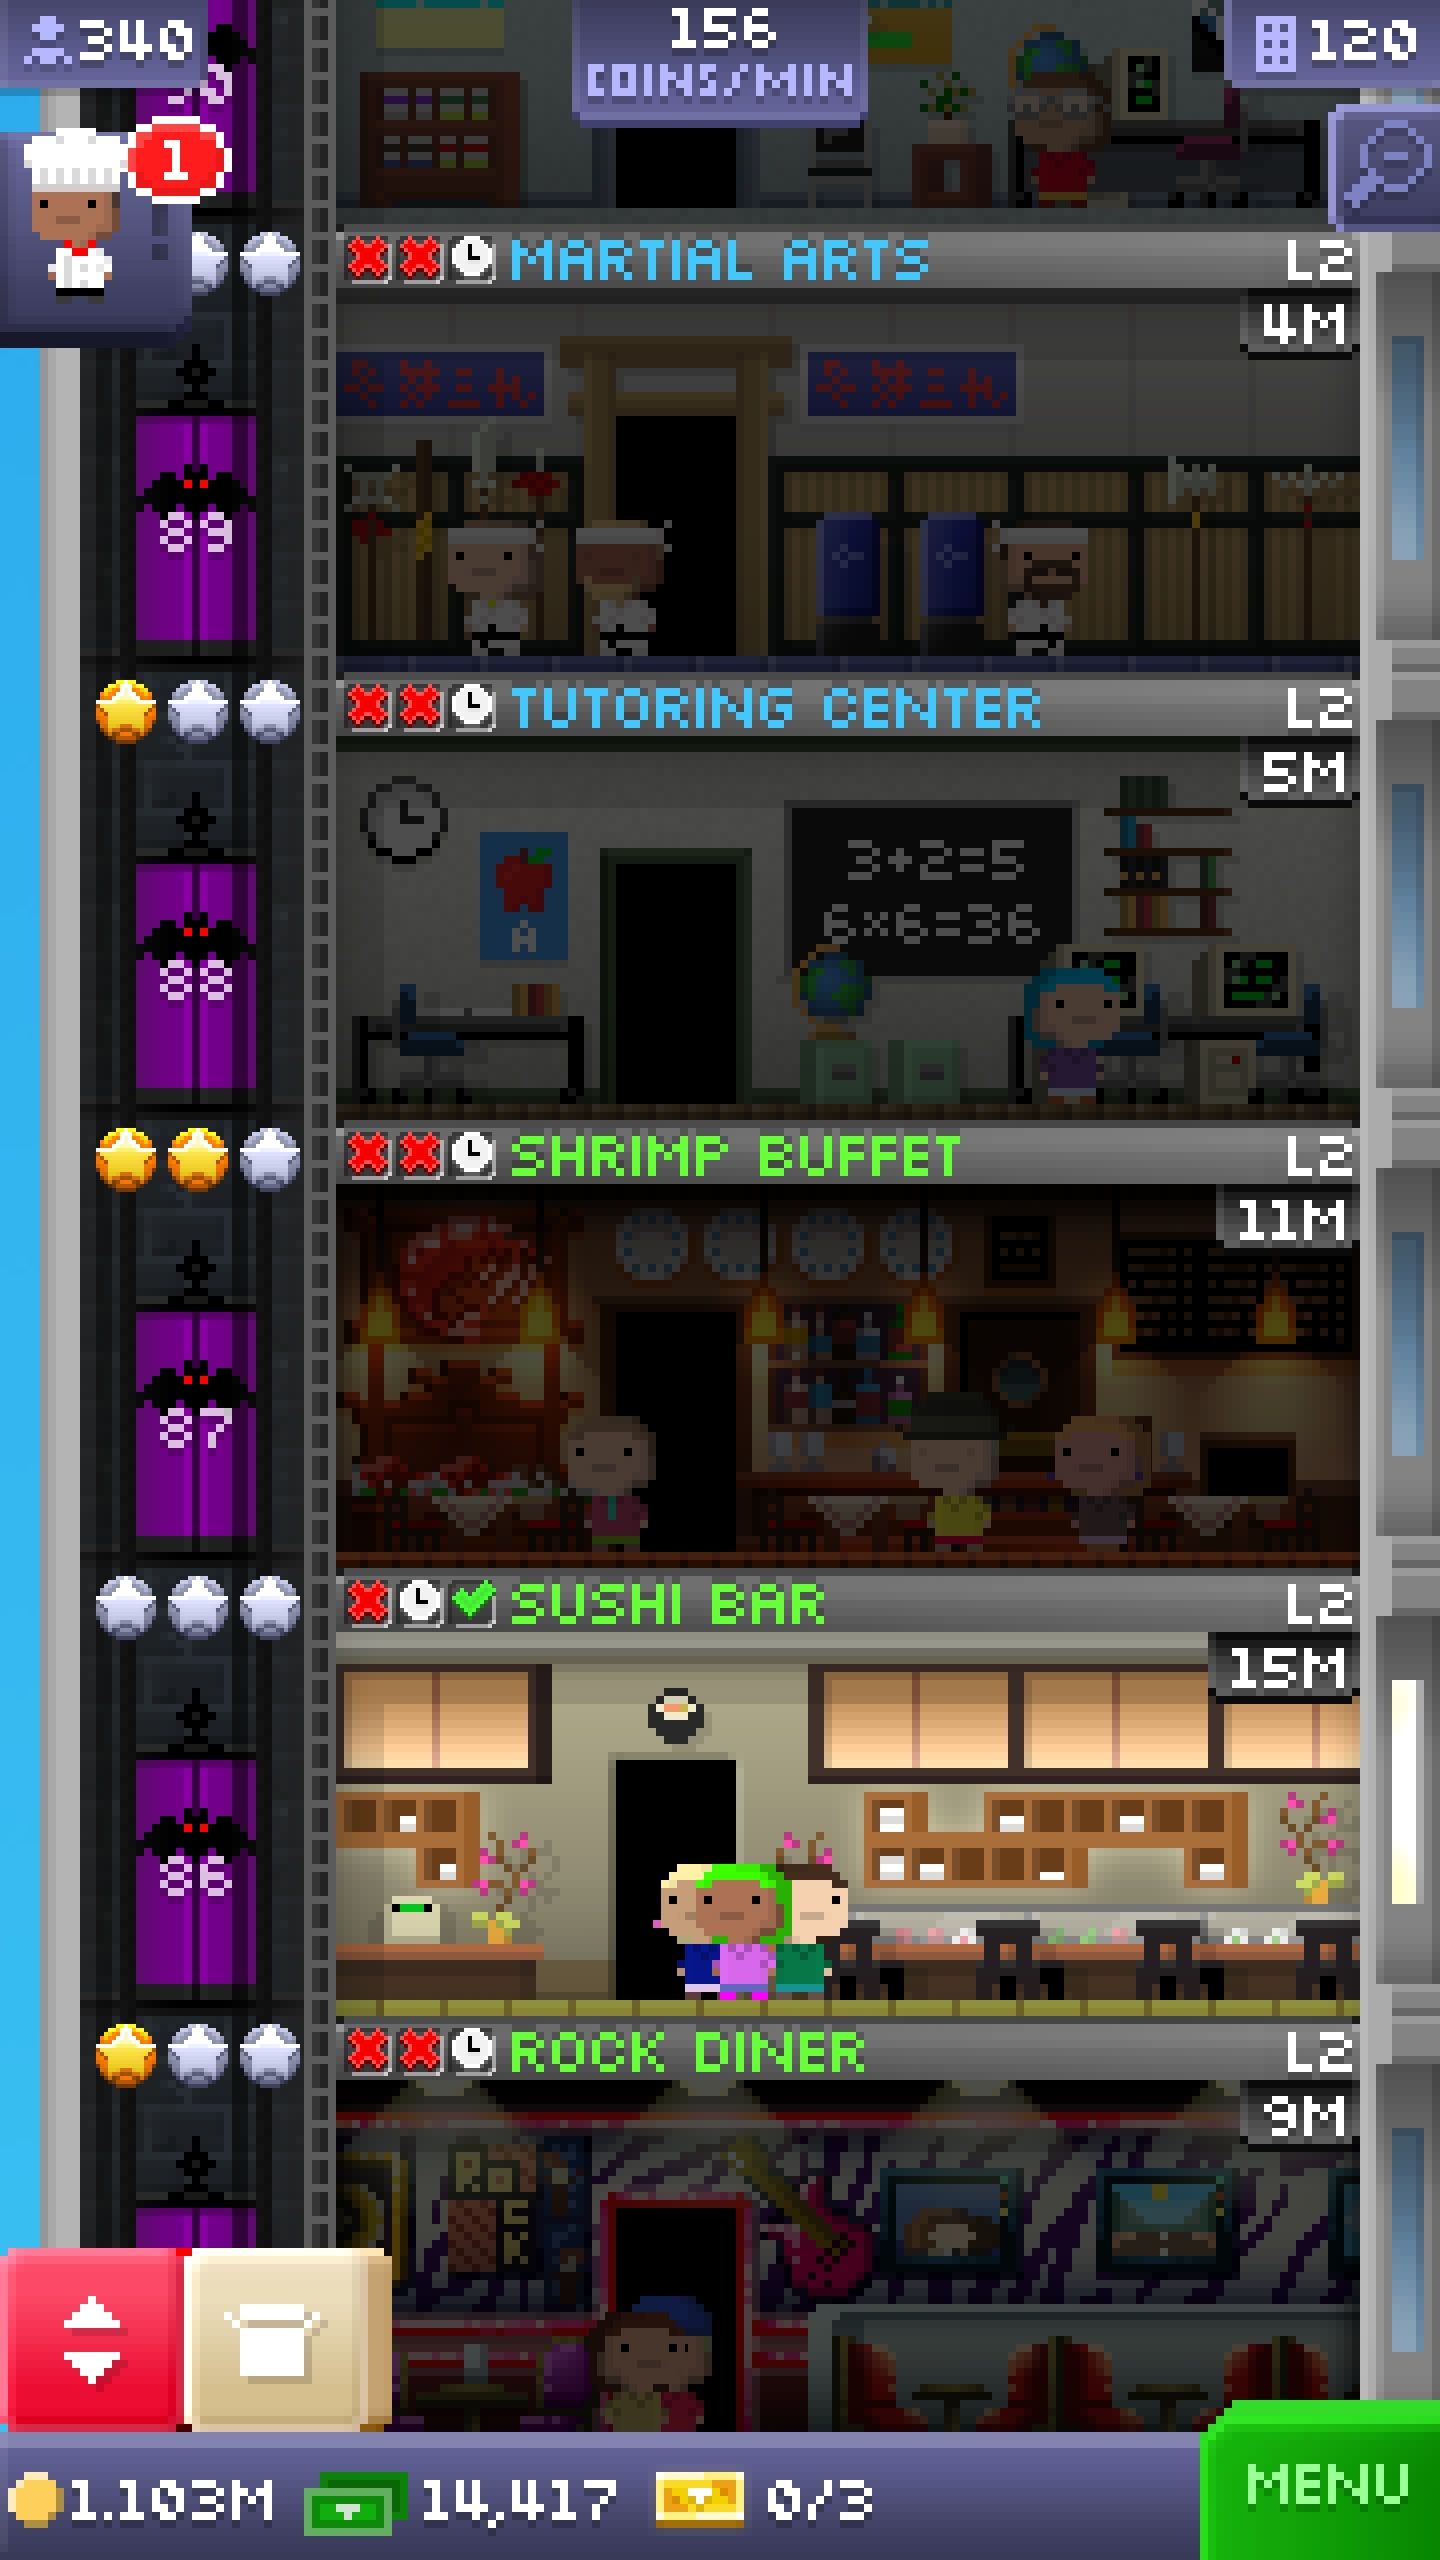 340
156
COINS/MIN
120
1
MARTIAL ARTS L2
4M
89
TUTORING CENTER L2
5M
3+2=5
6×6=36
A
88
SHRIMP BUFFET L2
11M
87
SUSHI BAR L2
15M
86
ROCK DINER L2
9M
1.103M 14,417 0/3
MENU